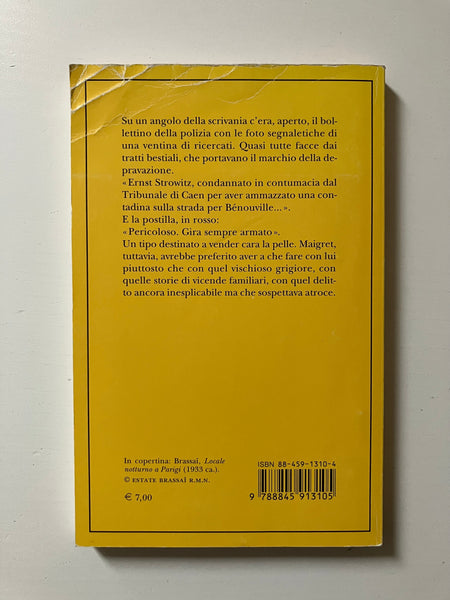 Su un angolo della scrivania c'era, aperto, il bol-
lettino della polizia con le foto segnaletiche di
una ventina di ricercati. Quasi tutte facce dai
tratti bestiali, che portavano il marchio della de-
pravazione.
«Ernst Strowitz, condannato in contumacia dal
Tribunale di Caen per aver ammazzato una con-
tadina sulla strada per Bénouville...».
E la postilla, in rosso:
«Pericoloso. Gira sempre armato».
Un tipo destinato a vender cara la pelle. Maigret,
tuttavia, avrebbe preferito aver a che fare con lui
piuttosto che con quel vischioso grigiore, con
quelle storie di vicende familiari, con quel delit-
to ancora inesplicabile ma che sospettava atroce.
In copertina: Brassaï, Locale
notturno a Parigi (1933 ca.).
© ESTATE BRASSAÏ R.M.N.
€ 7,00
ISBN 88-459-1310-4
9 788845 913105